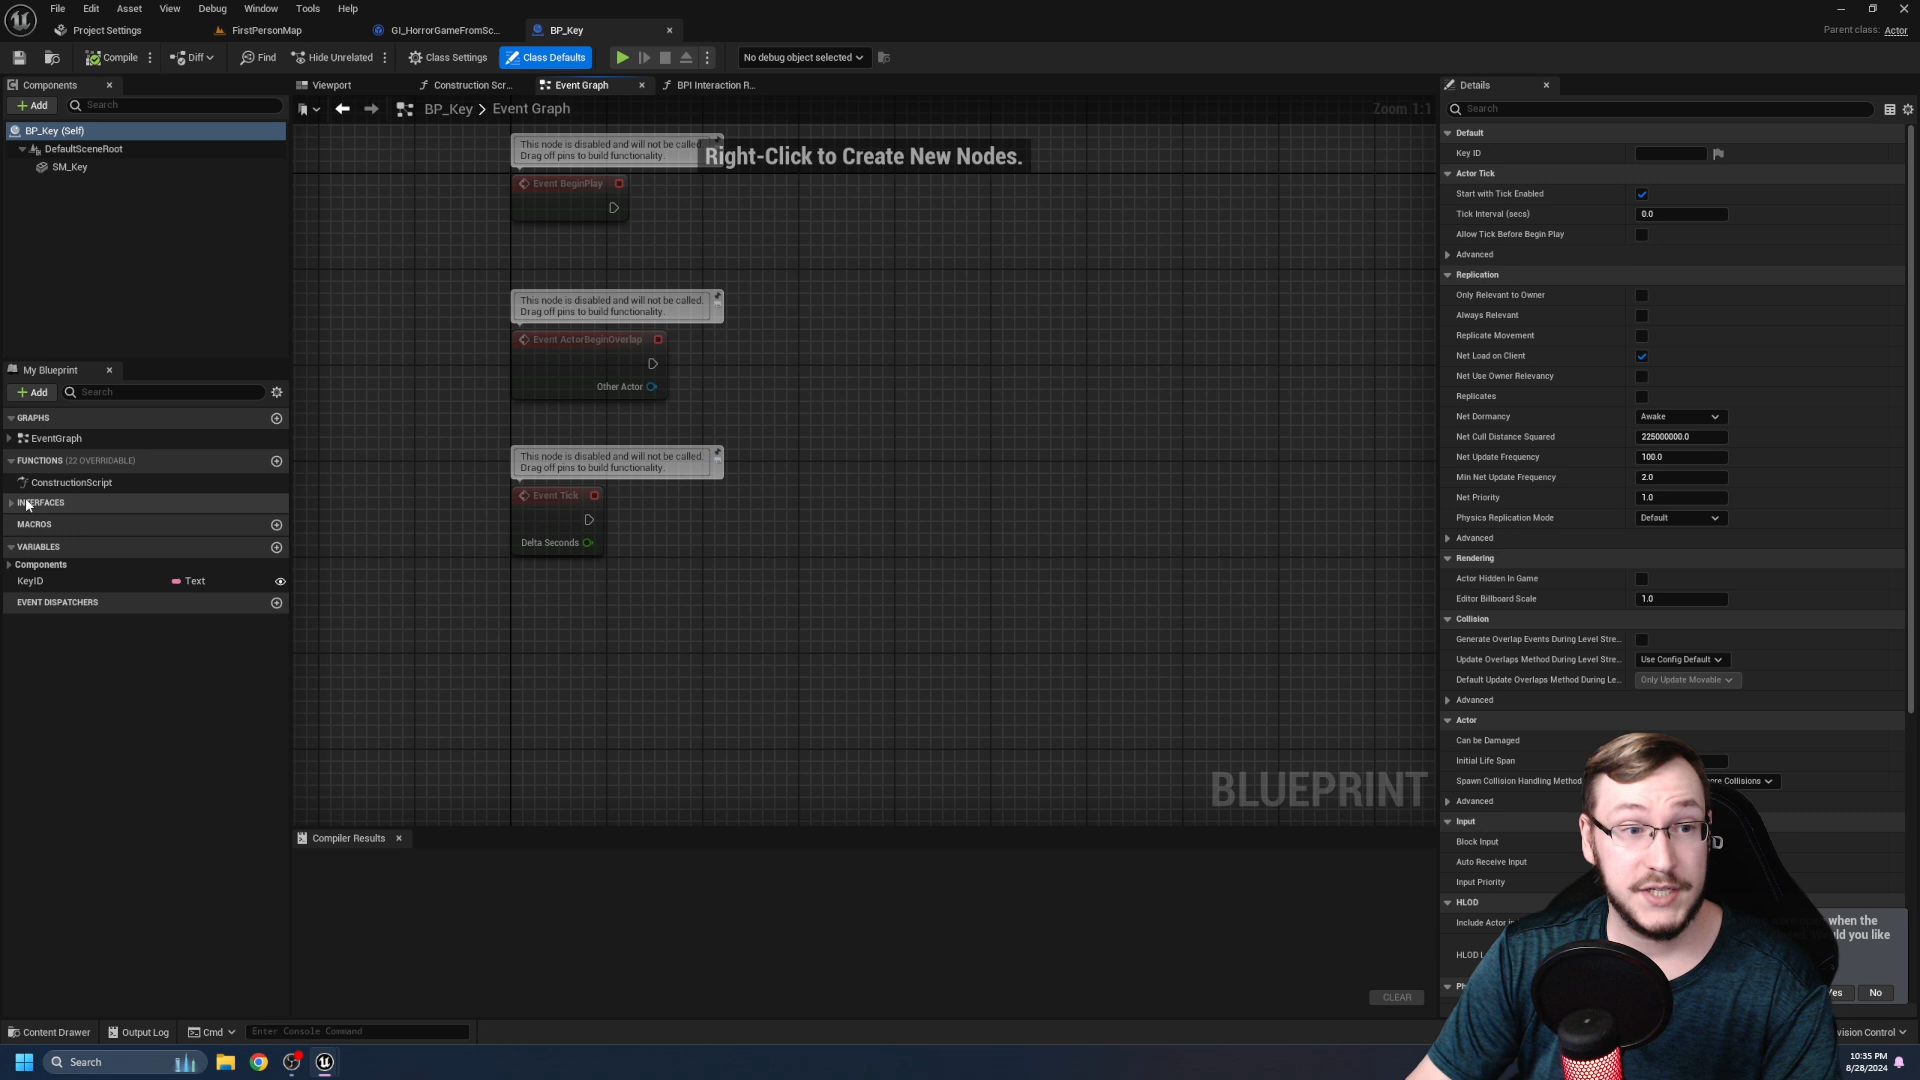 File Edit Asset View Debug Window Tools Help
Project Settings FirstPersonMap GI_HorrorGameFromSc... BP_Key
Parent class: Actor
Compile Diff Find Hide Unrelated Class Settings Class Defaults No debug object selected
Components
Add Search
BP_Key (Self)
DefaultSceneRoot
SM_Key
My Blueprint
Add Search
GRAPHS
EventGraph
FUNCTIONS (22 OVERRIDABLE)
ConstructionScript
INTERFACES
MACROS
VARIABLES
Components
KeyID Text
EVENT DISPATCHERS
Viewport Construction Scr... Event Graph BPI Interaction R...
BP_Key > Event Graph Zoom 1:1
Right-Click to Create New Nodes.
This node is disabled and will not be called.
Drag off pins to build functionality.
Event BeginPlay
This node is disabled and will not be called.
Drag off pins to build functionality.
Event ActorBeginOverlap
Other Actor
This node is disabled and will not be called.
Drag off pins to build functionality.
Event Tick
Delta Seconds
BLUEPRINT
Compiler Results
CLEAR
Details
Search
Default
Key ID
Actor Tick
Start with Tick Enabled
Tick Interval (secs) 0.0
Allow Tick Before Begin Play
Advanced
Replication
Only Relevant to Owner
Always Relevant
Replicate Movement
Net Load on Client
Net Use Owner Relevancy
Replicates
Net Dormancy Awake
Net Cull Distance Squared 225000000.0
Net Update Frequency 100.0
Min Net Update Frequency 2.0
Net Priority 1.0
Physics Replication Mode Default
Advanced
Rendering
Actor Hidden In Game
Editor Billboard Scale 1.0
Collision
Generate Overlap Events During Level Stre...
Update Overlaps Method During Level Stre... Use Config Default
Default Update Overlaps Method During Le... Only Update Movable
Advanced
Actor
Can be Damaged
Initial Life Span
Spawn Collision Handling Method Collisions
Advanced
Input
Block Input
Auto Receive Input
Input Priority
HLOD
Include Actor
when the
you like
No
Content Drawer Output Log Cmd Enter Console Command
Control
Search
10:35 PM
8/28/2024